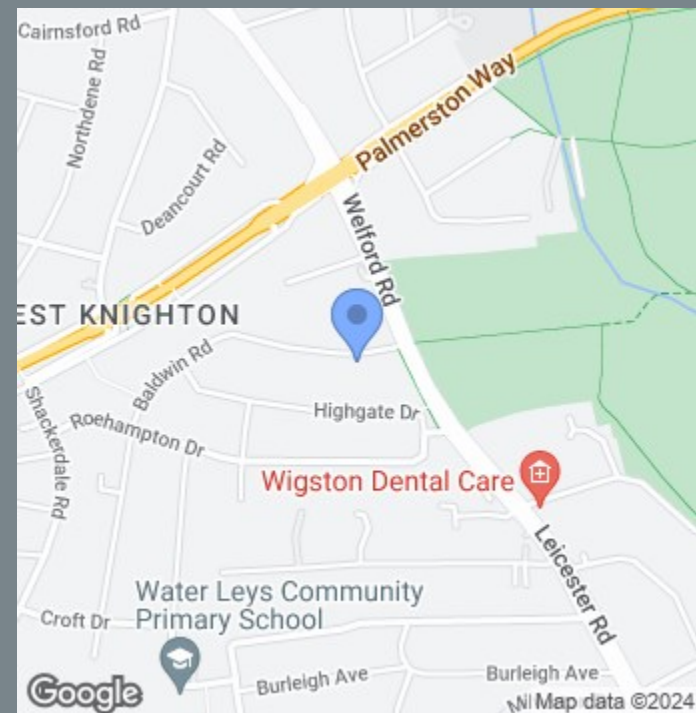 Cairnsford Rd
Northdene Rd
Palmerston Way
Deancourt Rd
Welford Rd
EST KNIGHTON
Baldwin Rd
Highgate Dr
Shackerdale Rd
Roehampton Dr
Wigston Dental Care
Leicester Rd
Water Leys Community
Primary School
Croft Dr
Burleigh Ave
Burleigh Ave
Google
Map data ©2024